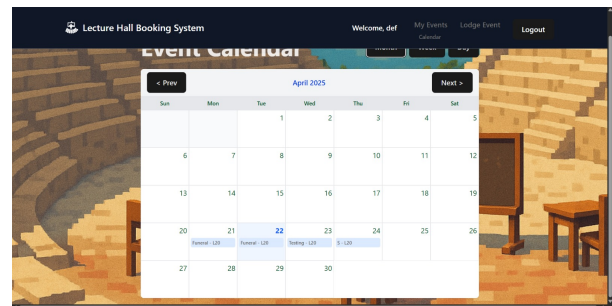 Lecture Hall Booking System
Welcome, def
My Events
Lodge Event
Calendar
Logout
Event Calendar
Month
Week
Day
< Prev
April 2025
Next >
Sun Mon Tue Wed Thu Fri Sat
1 2 3 4 5
6 7 8 9 10 11 12
13 14 15 16 17 18 19
20 21 22 23 24 25 26
Funeral - L20 Funeral - L20 Testing - L20 S - L20
27 28 29 30